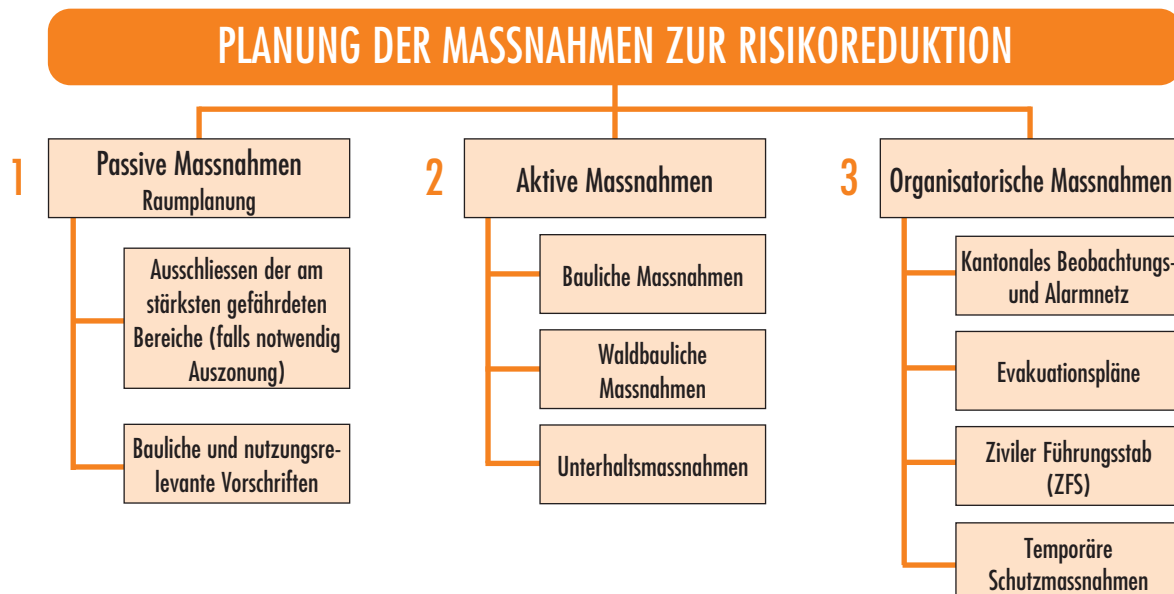 PLANUNG DER MASSNAHMEN ZUR RISIKOREDUKTION
1
Passive Massnahmen
Raumplanung
Ausschliessen der am
stärksten gefährdeten
Bereiche (falls notwendig
Auszonung)
Bauliche und nutzungsre-
levante Vorschriften
2
Aktive Massnahmen
Bauliche Massnahmen
Waldbauliche
Massnahmen
Unterhaltsmassnahmen
3
Organisatorische Massnahmen
Kantonales Beobachtungs-
und Alarmnetz
Evakuationspläne
Ziviler Führungsstab
(ZFS)
Temporäre
Schutzmassnahmen